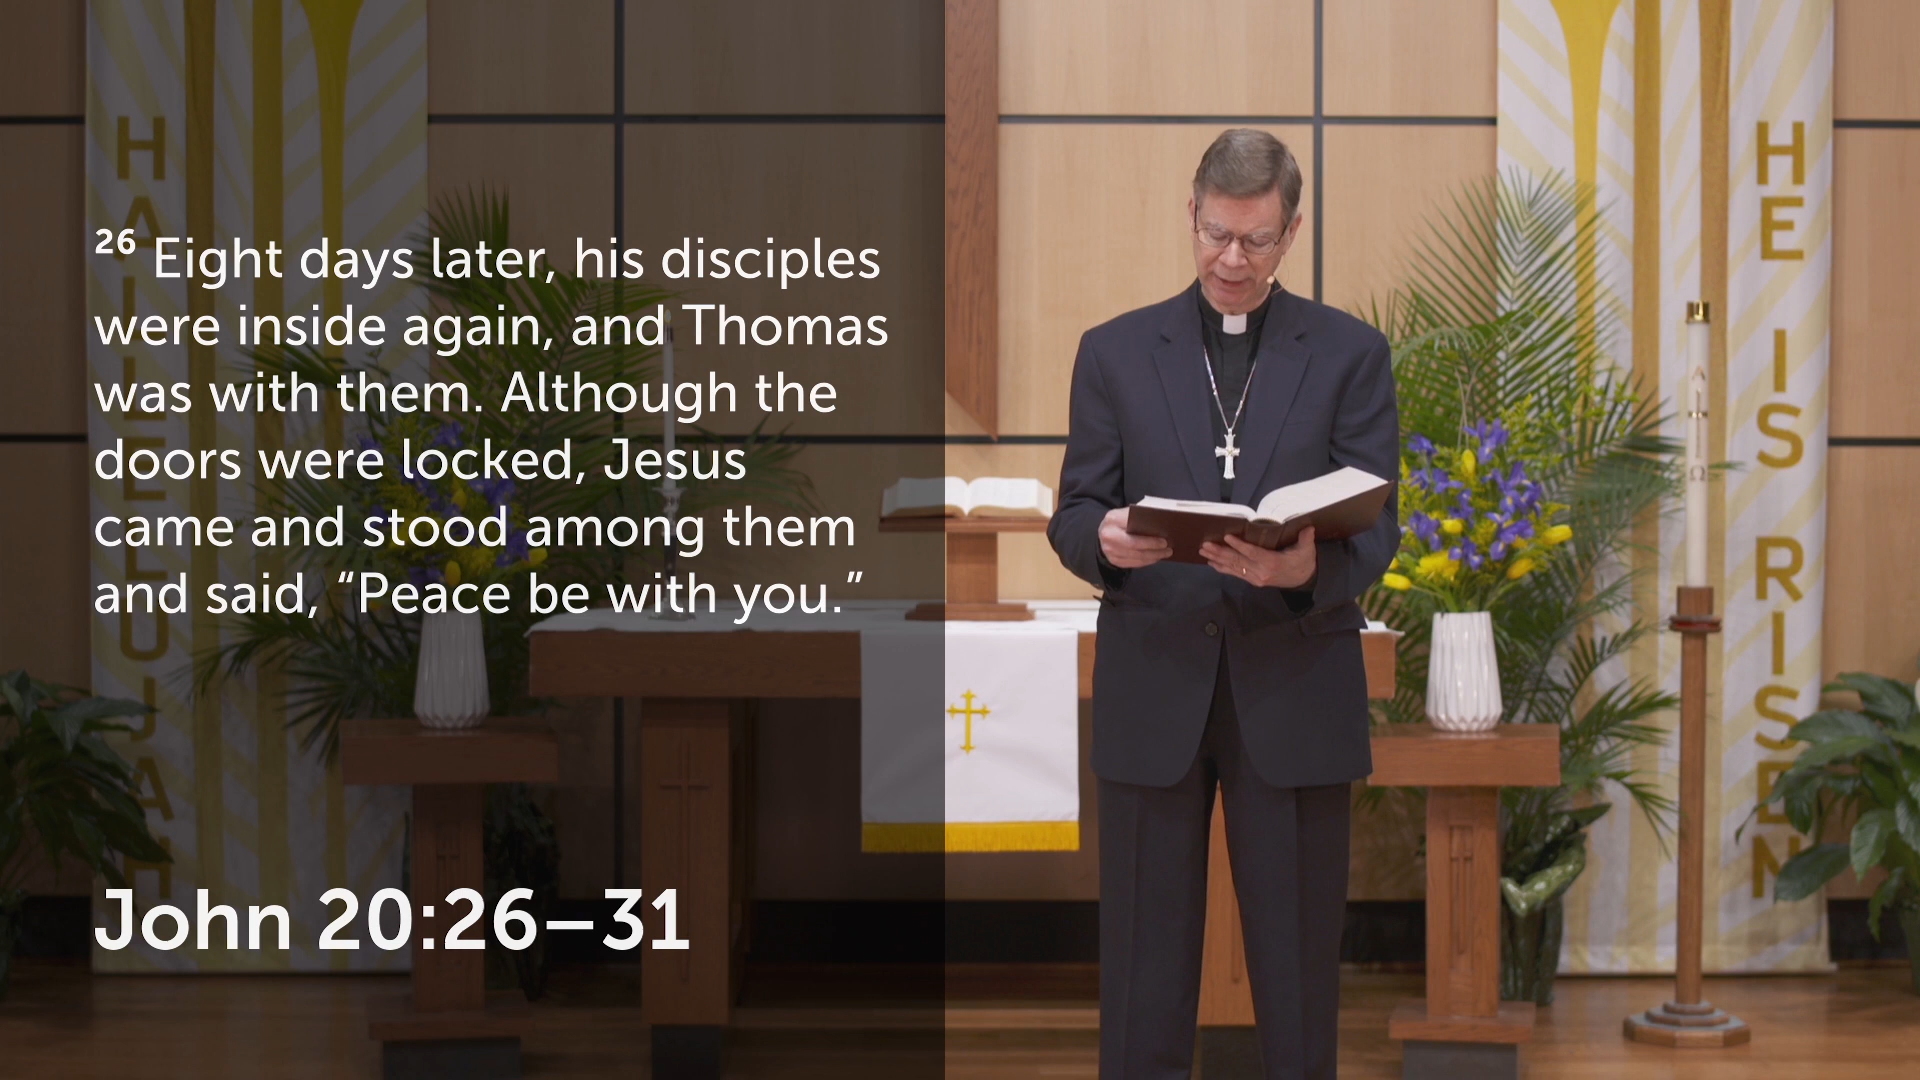 ²⁶ Eight days later, his disciples
were inside again, and Thomas
was with them. Although the
doors were locked, Jesus
came and stood among them
and said, “Peace be with you.”
John 20:26–31
HALLELUJAH
HE IS RISEN
Α
Ω